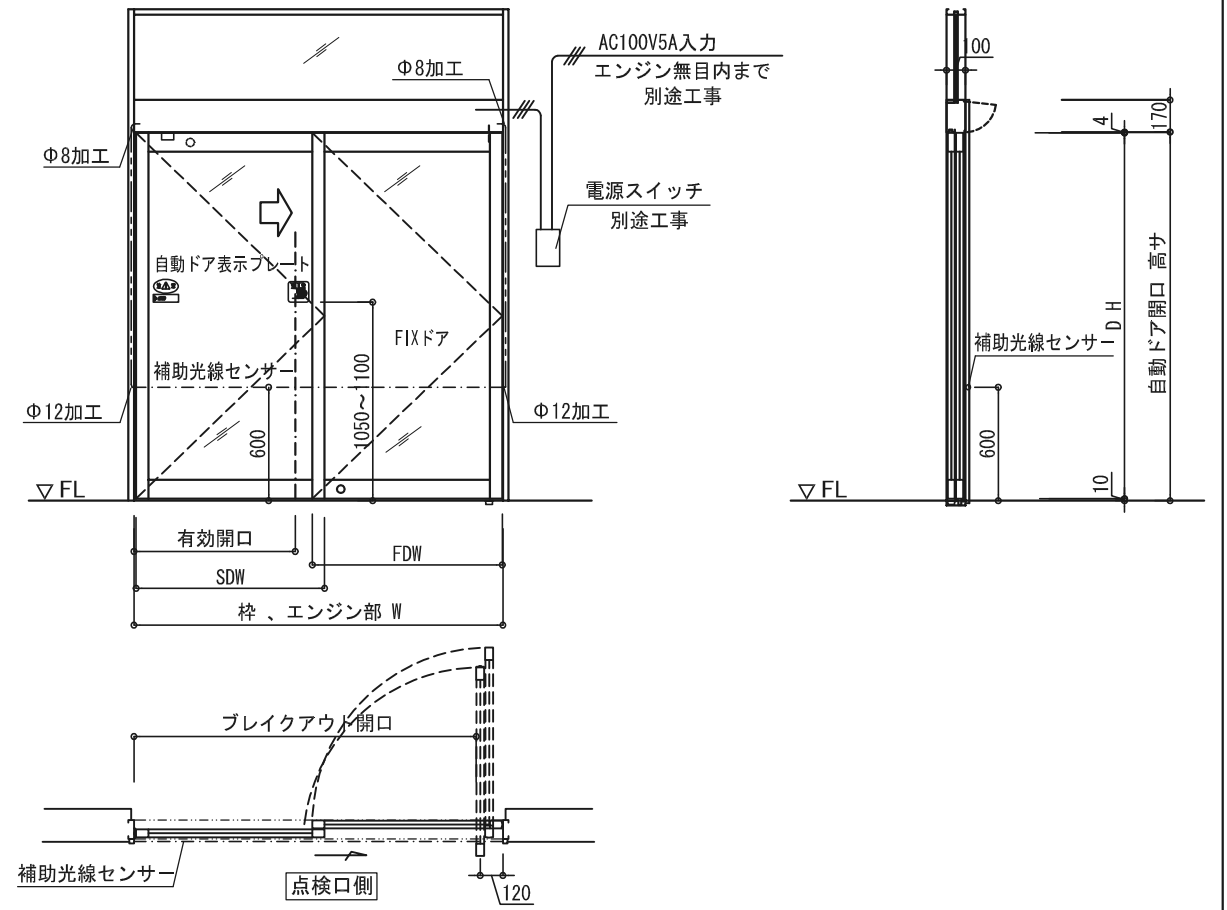 AC100V5A入力
エンジン無目内まで
別途工事
Φ8加工
Φ8加工
電源スイッチ
別途工事
自動ドア表示プレート
FIXドア
補助光線センサー
Φ12加工
Φ12加工
600
1050～1100
▽FL
有効開口
FDW
SDW
枠 、エンジン部 W
100
170
4
自動ドア開口 高サ
D H
補助光線センサー
600
10
▽FL
ブレイクアウト開口
補助光線センサー
点検口側
120